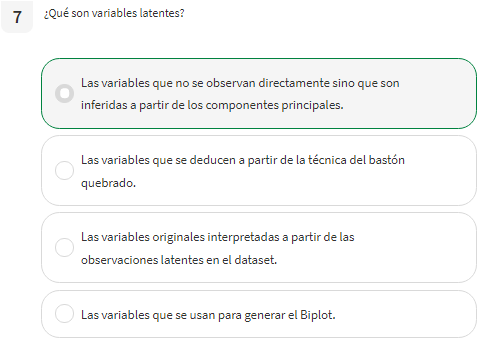 7
¿Qué son variables latentes?
Las variables que no se observan directamente sino que son
inferidas a partir de los componentes principales.
Las variables que se deducen a partir de la técnica del bastón
quebrado.
Las variables originales interpretadas a partir de las
observaciones latentes en el dataset.
Las variables que se usan para generar el Biplot.